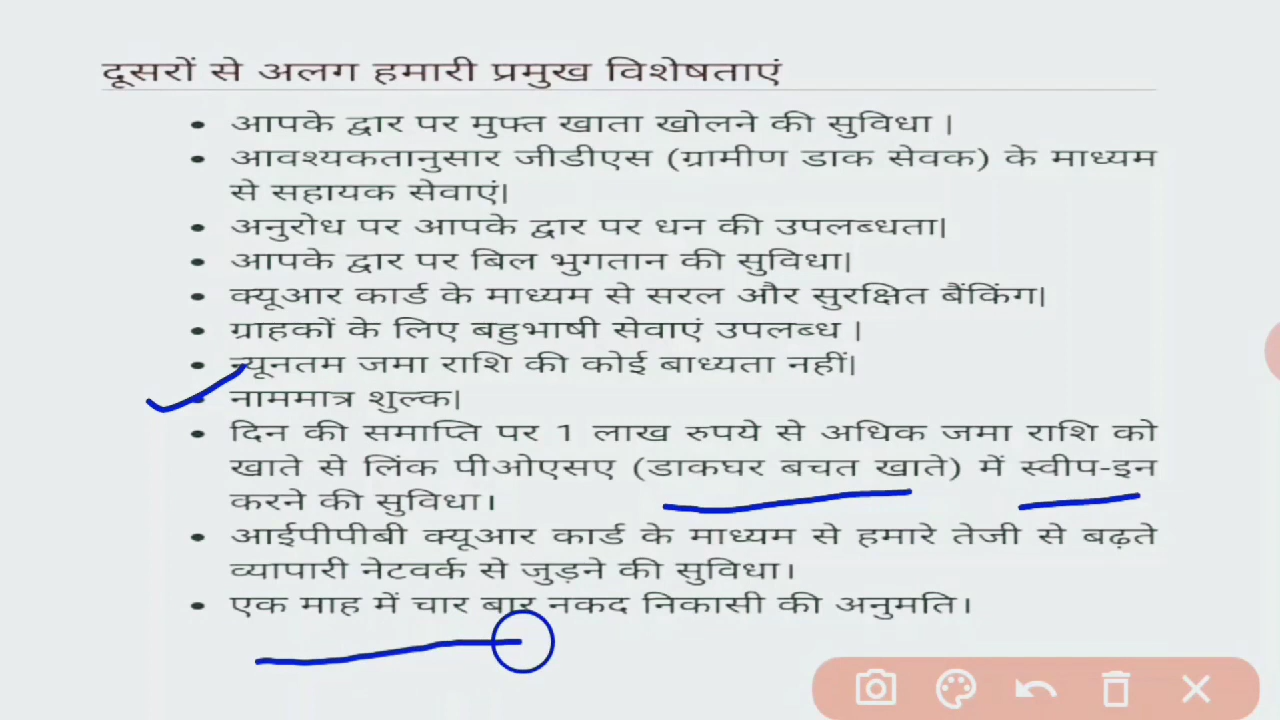 दूसरों से अलग हमारी प्रमुख विशेषताएं
• आपके द्वार पर मुफ्त खाता खोलने की सुविधा |
• आवश्यकतानुसार जीडीएस (ग्रामीण डाक सेवक) के माध्यम
से सहायक सेवाएं|
• अनुरोध पर आपके द्वार पर धन की उपलब्धता|
• आपके द्वार पर बिल भुगतान की सुविधा|
• क्यूआर कार्ड के माध्यम से सरल और सुरक्षित बैंकिंग|
• ग्राहकों के लिए बहुभाषी सेवाएं उपलब्ध |
• न्यूनतम जमा राशि की कोई बाध्यता नहीं|
• नाममात्र शुल्क|
• दिन की समाप्ति पर 1 लाख रुपये से अधिक जमा राशि को
खाते से लिंक पीओएसए (डाकघर बचत खाते) में स्वीप-इन
करने की सुविधा।
• आईपीपीबी क्यूआर कार्ड के माध्यम से हमारे तेजी से बढ़ते
व्यापारी नेटवर्क से जुड़ने की सुविधा।
• एक माह में चार बार नकद निकासी की अनुमति।